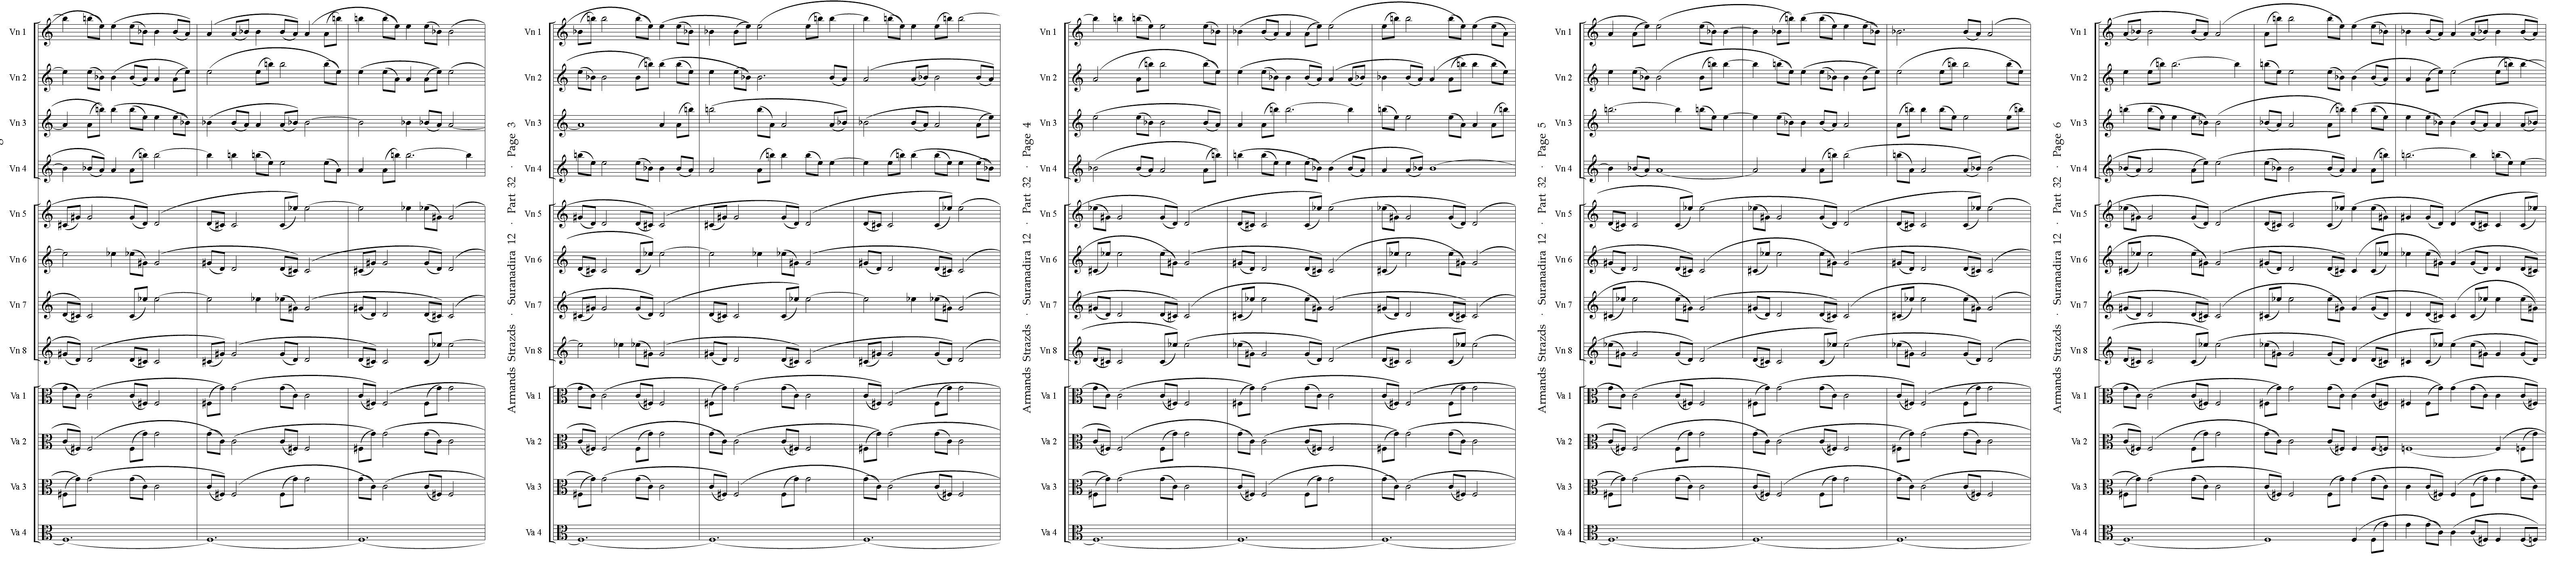 Vn 1
Vn 2
Vn 3
Vn 4
Vn 5
Vn 6
Vn 7
Vn 8
Va 1
Va 2
Va 3
Va 4
Armands Strazds · Suranadira 12 · Part 32 · Page 3
Vn 1
Vn 2
Vn 3
Vn 4
Vn 5
Vn 6
Vn 7
Vn 8
Va 1
Va 2
Va 3
Va 4
Armands Strazds · Suranadira 12 · Part 32 · Page 4
Vn 1
Vn 2
Vn 3
Vn 4
Vn 5
Vn 6
Vn 7
Vn 8
Va 1
Va 2
Va 3
Va 4
Armands Strazds · Suranadira 12 · Part 32 · Page 5
Vn 1
Vn 2
Vn 3
Vn 4
Vn 5
Vn 6
Vn 7
Vn 8
Va 1
Va 2
Va 3
Va 4
Armands Strazds · Suranadira 12 · Part 32 · Page 6
Vn 1
Vn 2
Vn 3
Vn 4
Vn 5
Vn 6
Vn 7
Vn 8
Va 1
Va 2
Va 3
Va 4